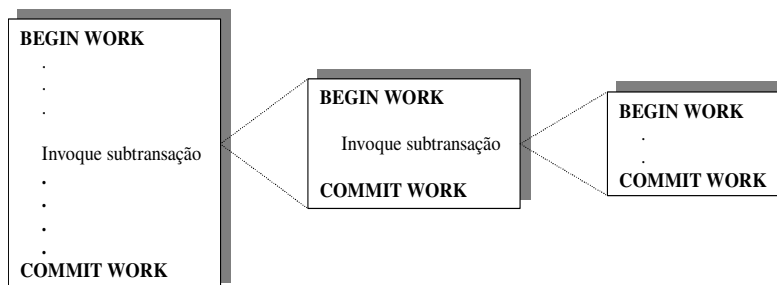 BEGIN WORK
.
.
.
Invoque subtransação
.
.
.
.
COMMIT WORK
BEGIN WORK
Invoque subtransação
COMMIT WORK
BEGIN WORK
.
.
COMMIT WORK